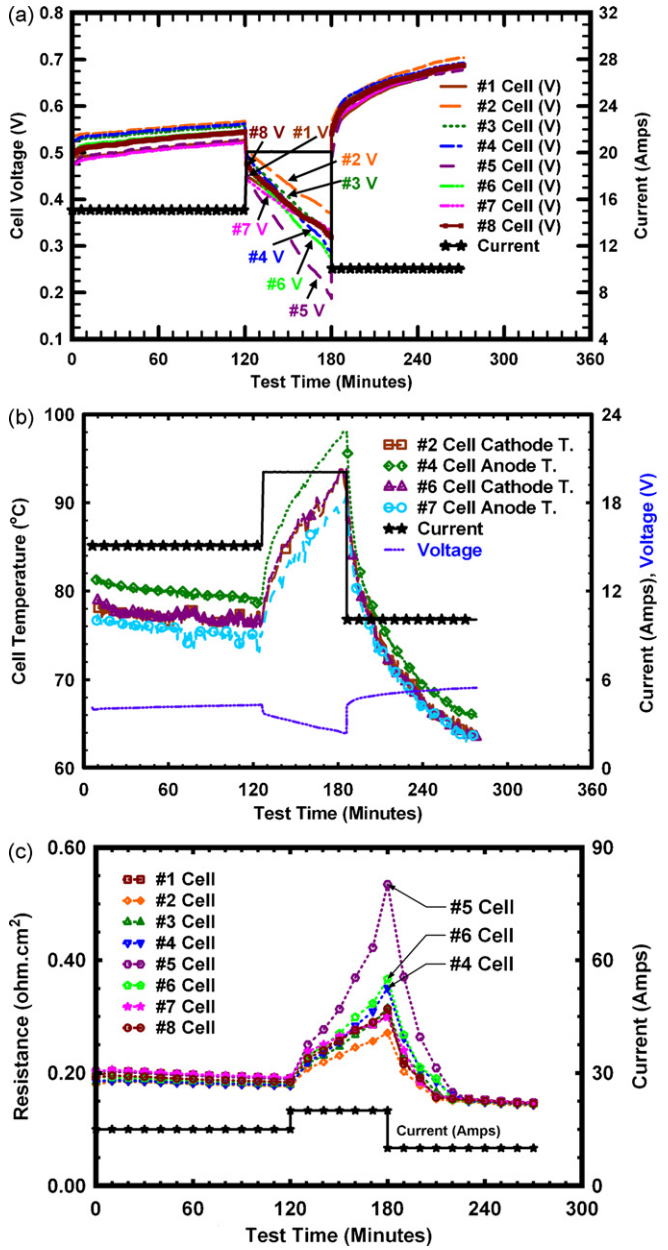 (a)
0.8
0.7
0.6
0.5
0.4
0.3
0.2
0.1
Cell Voltage (V)
32
28
24
20
16
12
8
4
Current (Amps)
#1 Cell (V)
#2 Cell (V)
#3 Cell (V)
#4 Cell (V)
#5 Cell (V)
#6 Cell (V)
#7 Cell (V)
#8 Cell (V)
Current
#8 V
#1 V
#2 V
#3 V
#7 V
#4 V
#6 V
#5 V
0 60 120 180 240 300 360
Test Time (Minutes)
(b)
100
90
80
70
60
Cell Temperature (°C)
24
18
12
6
0
Current (Amps), Voltage (V)
#2 Cell Cathode T.
#4 Cell Anode T.
#6 Cell Cathode T.
#7 Cell Anode T.
Current
Voltage
0 60 120 180 240 300 360
Test Time (Minutes)
(c)
0.60
0.40
0.20
0.00
Resistance (ohm.cm²)
90
60
30
0
Current (Amps)
#1 Cell
#2 Cell
#3 Cell
#4 Cell
#5 Cell
#6 Cell
#7 Cell
#8 Cell
#5 Cell
#6 Cell
#4 Cell
Current (Amps)
0 60 120 180 240 300
Test Time (Minutes)